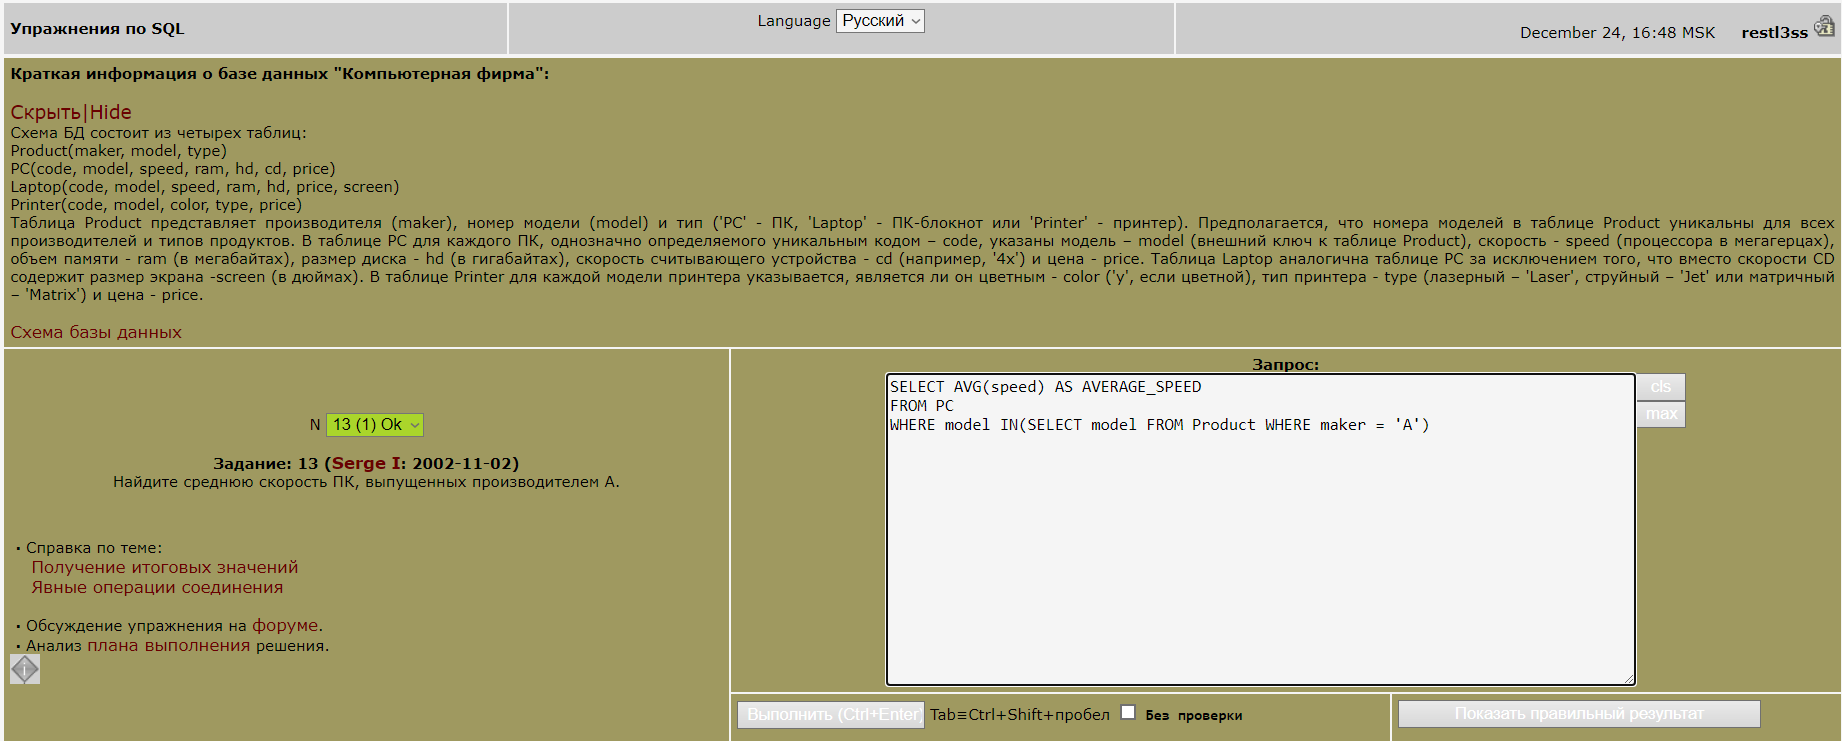 Упражнения по SQL
Language Русский
December 24, 16:48 MSK restl3ss
Краткая информация о базе данных "Компьютерная фирма":
Скрыть|Hide
Схема БД состоит из четырех таблиц:
Product(maker, model, type)
PC(code, model, speed, ram, hd, cd, price)
Laptop(code, model, speed, ram, hd, price, screen)
Printer(code, model, color, type, price)
Таблица Product представляет производителя (maker), номер модели (model) и тип ('PC' - ПК, 'Laptop' - ПК-блокнот или 'Printer' - принтер). Предполагается, что номера моделей в таблице Product уникальны для всех
производителей и типов продуктов. В таблице PC для каждого ПК, однозначно определяемого уникальным кодом – code, указаны модель – model (внешний ключ к таблице Product), скорость - speed (процессора в мегагерцах),
объем памяти - ram (в мегабайтах), размер диска - hd (в гигабайтах), скорость считывающего устройства - cd (например, '4x') и цена - price. Таблица Laptop аналогична таблице РС за исключением того, что вместо скорости CD
содержит размер экрана -screen (в дюймах). В таблице Printer для каждой модели принтера указывается, является ли он цветным - color ('y', если цветной), тип принтера - type (лазерный – 'Laser', струйный – 'Jet' или матричный
– 'Matrix') и цена - price.
Схема базы данных
N 13 (1) Ok
Задание: 13 (Serge I: 2002-11-02)
Найдите среднюю скорость ПК, выпущенных производителем A.
· Справка по теме:
Получение итоговых значений
Явные операции соединения
· Обсуждение упражнения на форуме.
· Анализ плана выполнения решения.
Запрос:
SELECT AVG(speed) AS AVERAGE_SPEED
FROM PC
WHERE model IN(SELECT model FROM Product WHERE maker = 'A')
cls
max
Выполнить (Ctrl+Enter) Tab≡Ctrl+Shift+пробел Без проверки
Показать правильный результат